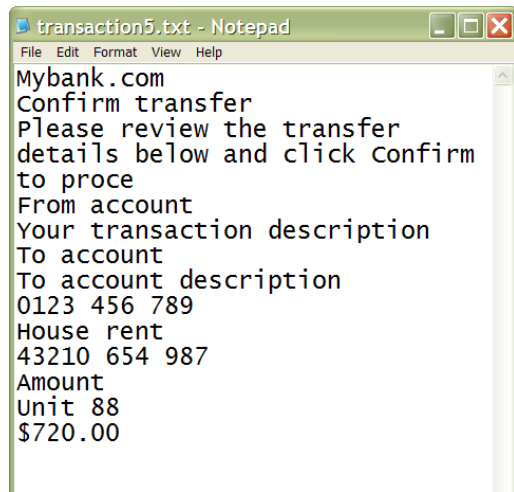 transaction5.txt - Notepad
File Edit Format View Help
Mybank.com
Confirm transfer
Please review the transfer
details below and click Confirm
to proce
From account
Your transaction description
To account
To account description
0123 456 789
House rent
43210 654 987
Amount
Unit 88
$720.00